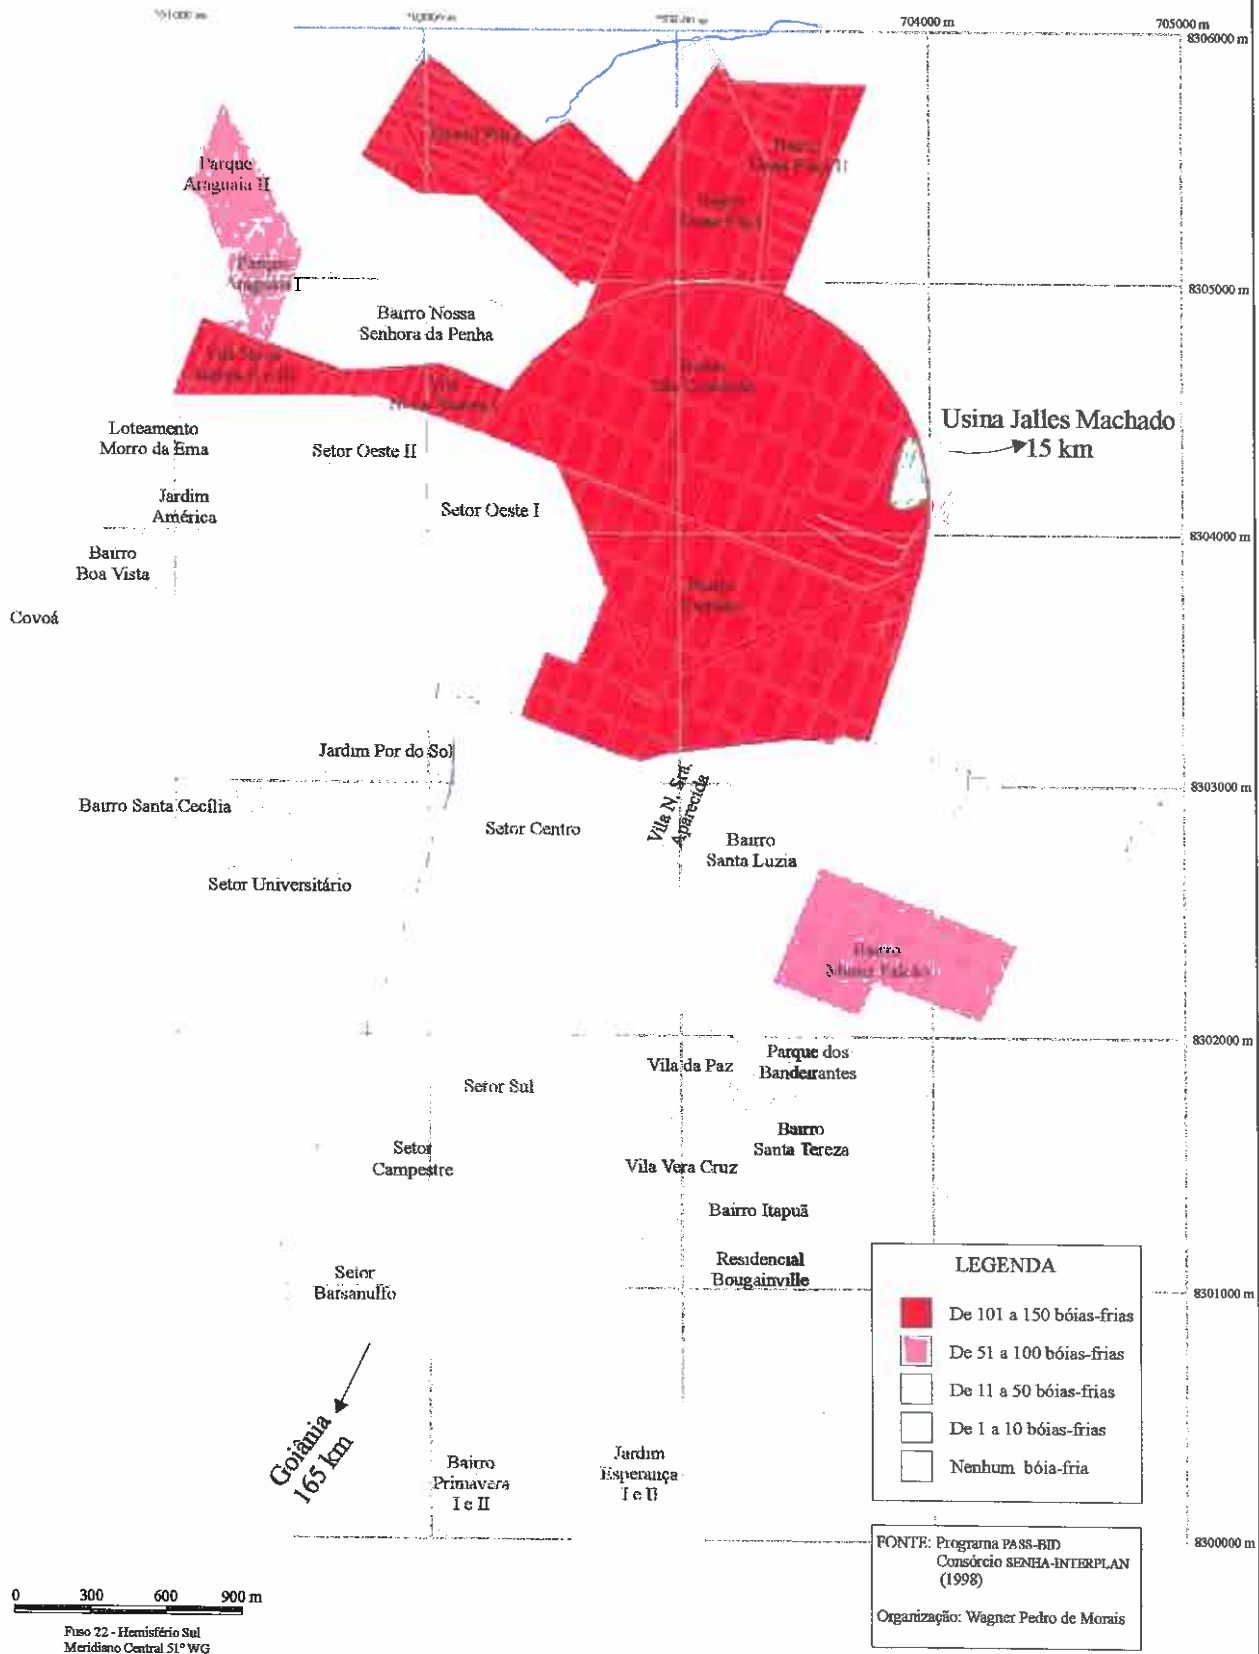 704000 m
705000 m
8306000 m
Parque
Araguaia II
Bairro
Parque
Araguaia I
8305000 m
Bairro Nossa
Senhora da Penha
Loteamento
Morro da Ema
Setor Oeste II
Usina Jalles Machado
15 km
Jardim
América
Setor Oeste I
8304000 m
Bairro
Boa Vista
Covoá
Jardim Por do Sol
8303000 m
Bairro Santa Cecília
Vila N. Sra.
Aparecida
Setor Centro
Bairro
Santa Luzia
Setor Universitário
Bairro
8302000 m
Vila da Paz
Parque dos
Bandeirantes
Setor Sul
Bairro
Santa Tereza
Setor
Campestre
Vila Vera Cruz
Bairro Itapuã
Residencial
Bougainville
Setor
Barsanulfo
8301000 m
LEGENDA
De 101 a 150 bóias-frias
De 51 a 100 bóias-frias
De 11 a 50 bóias-frias
De 1 a 10 bóias-frias
Nenhum bóia-fria
Goiânia
165 km
Bairro
Primavera
I e II
Jardim
Esperança
I e II
8300000 m
FONTE: Programa PASS-BID
Consórcio SENHA-INTERPLAN
(1998)
Organização: Wagner Pedro de Morais
0 300 600 900 m
Fuso 22 - Hemisfério Sul
Meridiano Central 51º WG